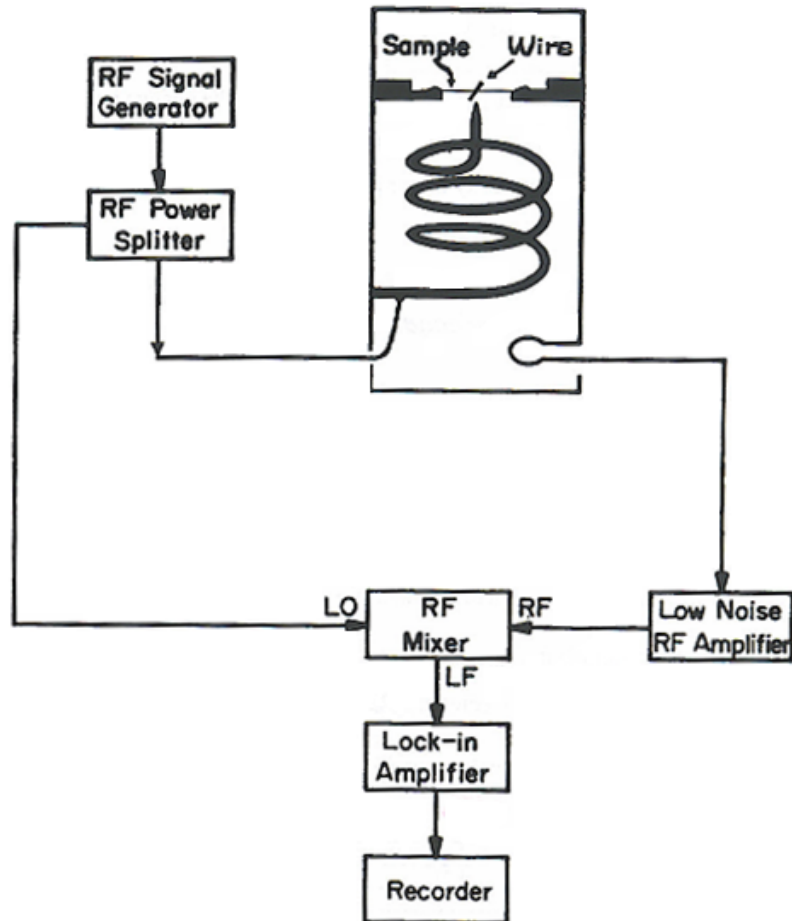 Sample
Wire
RF Signal
Generator
RF Power
Splitter
LO
RF
Mixer
RF
Low Noise
RF Amplifier
LF
Lock-in
Amplifier
Recorder